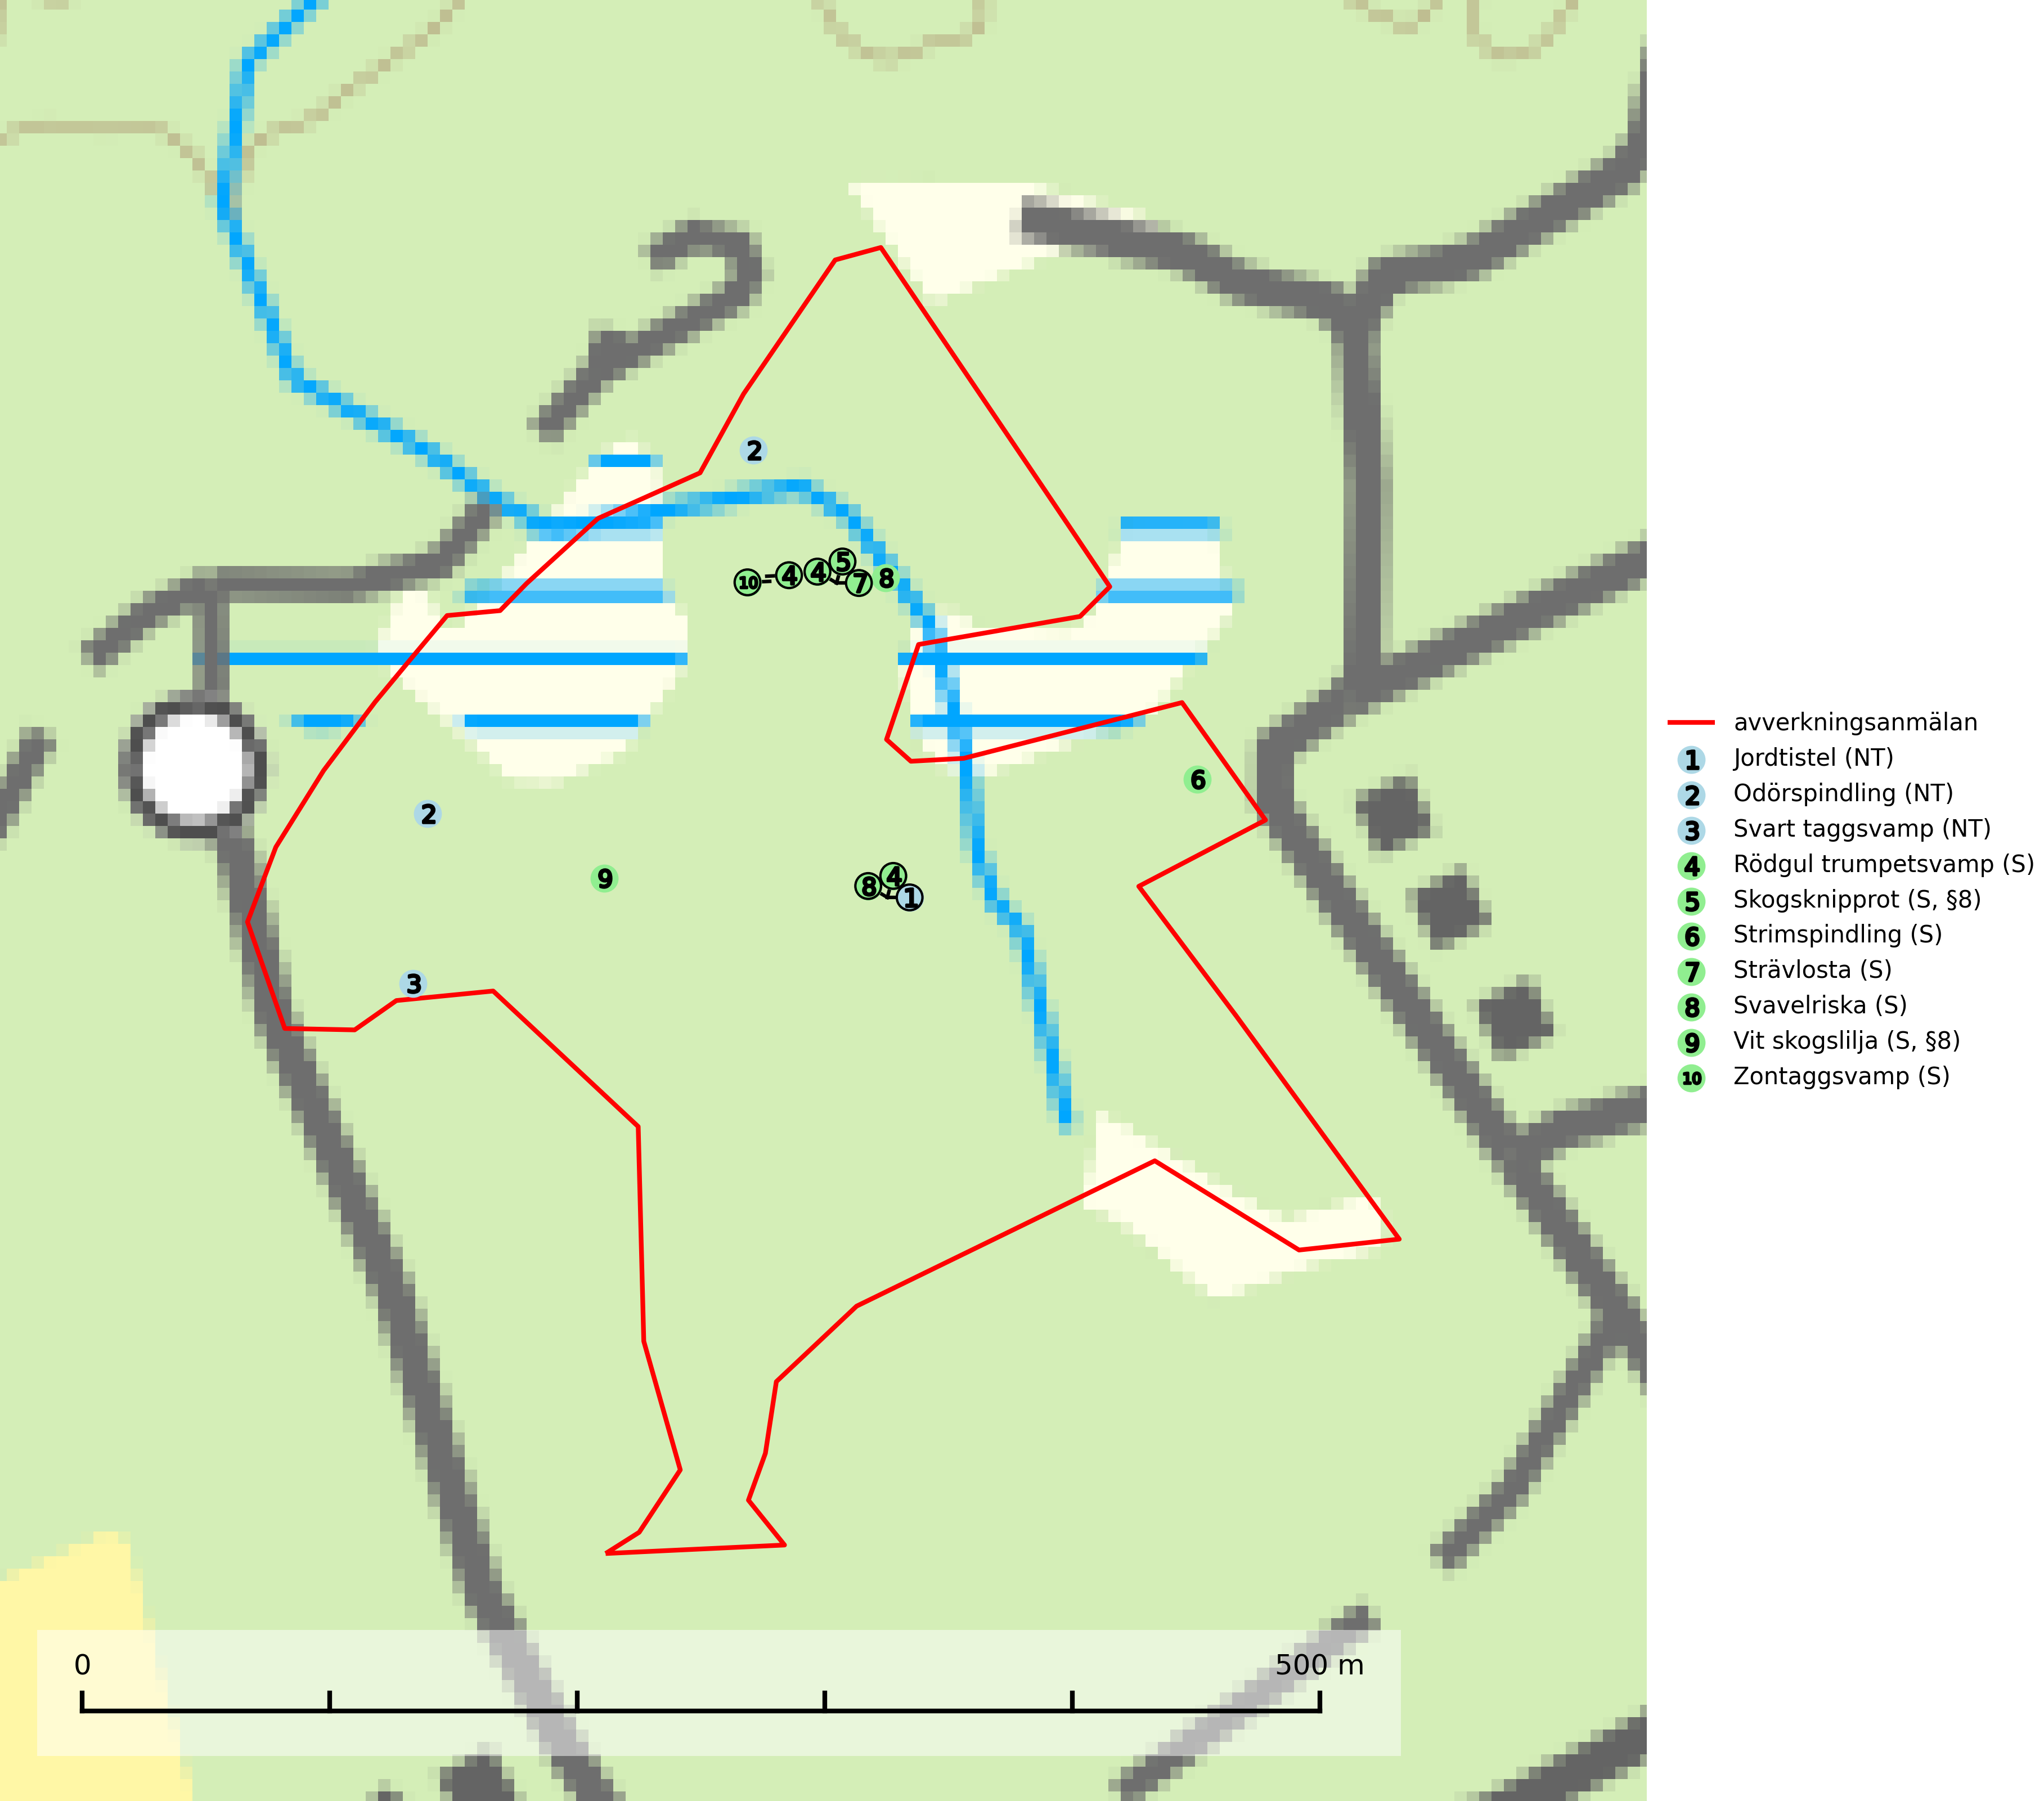 2
5
10 4 4 7 8
6
2
9
8 4 1
3
avverkningsanmälan
1 Jordtistel (NT)
2 Odörspindling (NT)
3 Svart taggsvamp (NT)
4 Rödgul trumpetsvamp (S)
5 Skogsknipprot (S, §8)
6 Strimspindling (S)
7 Strävlosta (S)
8 Svavelriska (S)
9 Vit skogslilja (S, §8)
10 Zontaggsvamp (S)
0 500 m